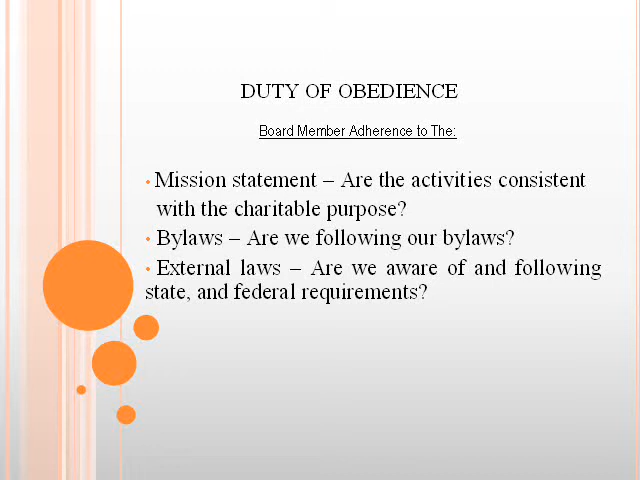 DUTY OF OBEDIENCE
Board Member Adherence to The:
• Mission statement – Are the activities consistent
with the charitable purpose?
• Bylaws – Are we following our bylaws?
• External laws – Are we aware of and following
state, and federal requirements?